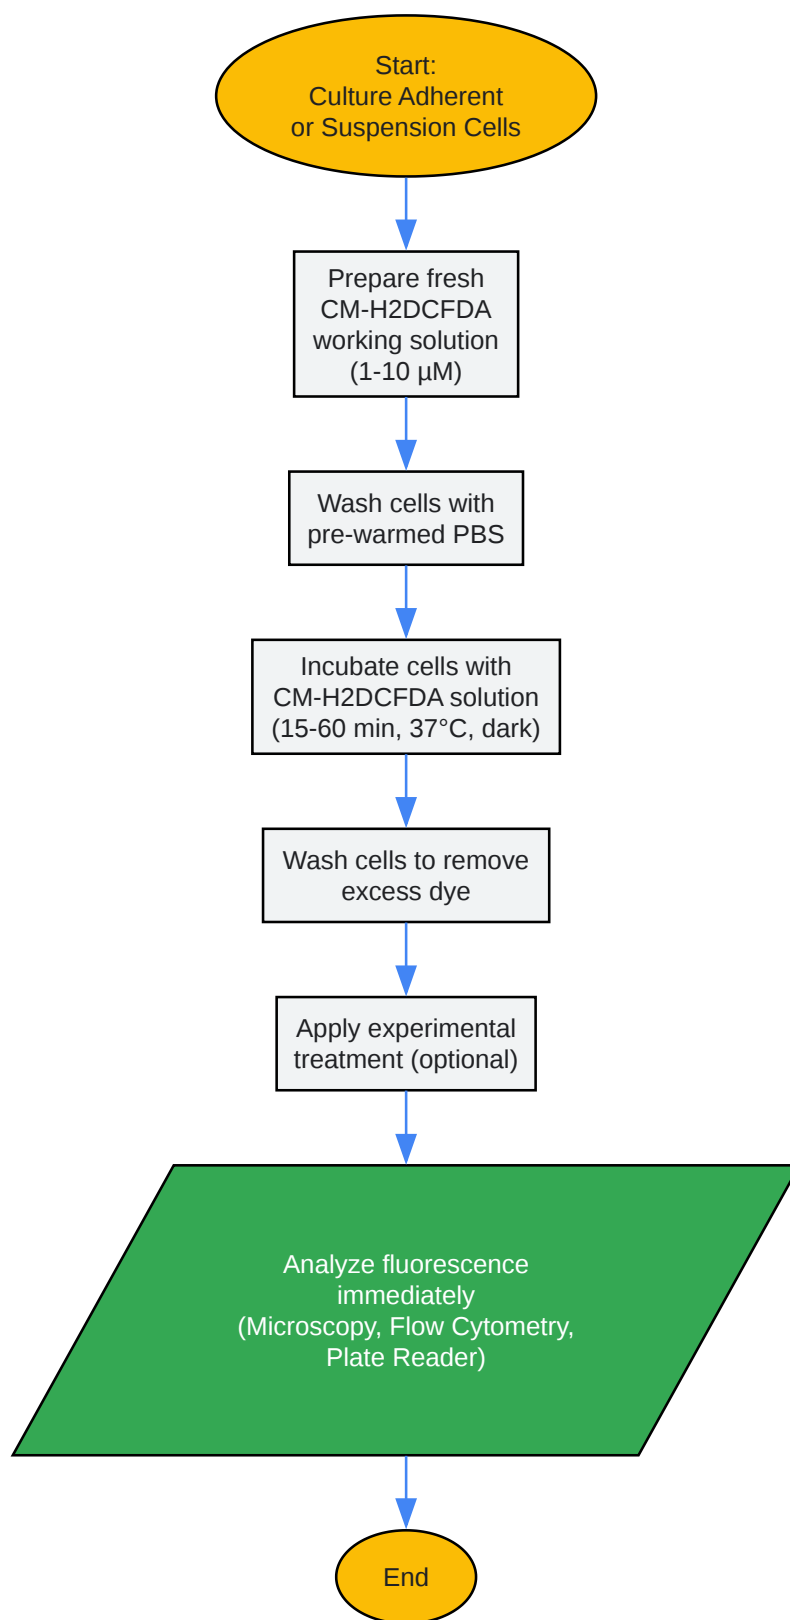 Start:
Culture Adherent
or Suspension Cells
Prepare fresh
CM-H2DCFDA
working solution
(1-10 µM)
Wash cells with
pre-warmed PBS
Incubate cells with
CM-H2DCFDA solution
(15-60 min, 37°C, dark)
Wash cells to remove
excess dye
Apply experimental
treatment (optional)
Analyze fluorescence
immediately
(Microscopy, Flow Cytometry,
Plate Reader)
End